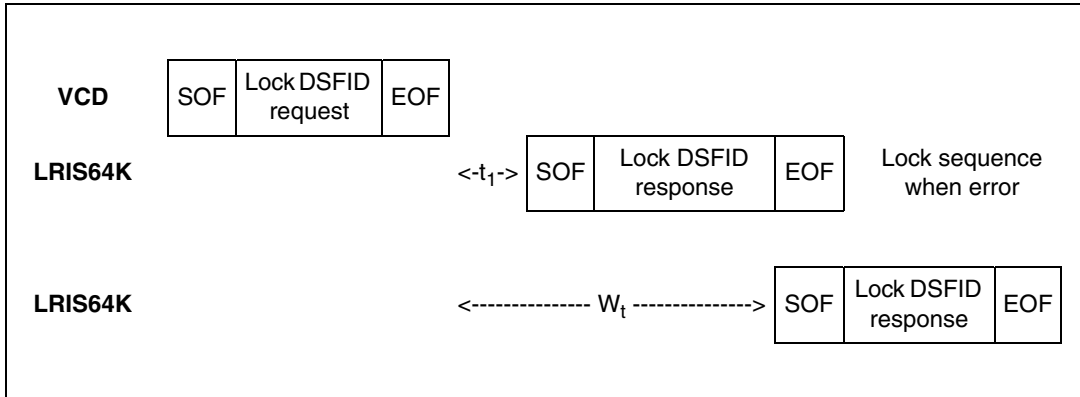 VCD SOF Lock DSFID request EOF
LRIS64K <-t1-> SOF Lock DSFID response EOF Lock sequence when error
LRIS64K <--------------- Wt ---------------> SOF Lock DSFID response EOF